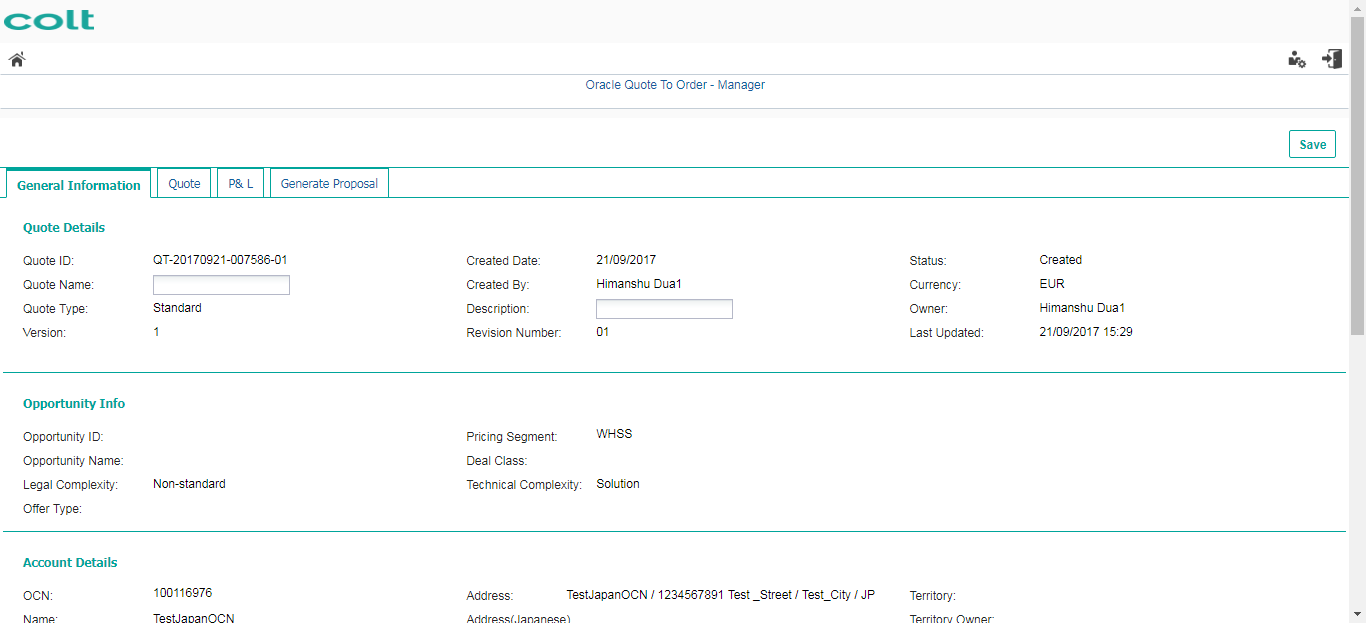 colt
Oracle Quote To Order - Manager
Save
General Information Quote P& L Generate Proposal
Quote Details
Quote ID: QT-20170921-007586-01 Created Date: 21/09/2017 Status: Created
Quote Name: Created By: Himanshu Dua1 Currency: EUR
Quote Type: Standard Description: Owner: Himanshu Dua1
Version: 1 Revision Number: 01 Last Updated: 21/09/2017 15:29
Opportunity Info
Opportunity ID: Pricing Segment: WHSS
Opportunity Name: Deal Class:
Legal Complexity: Non-standard Technical Complexity: Solution
Offer Type:
Account Details
OCN: 100116976 Address: TestJapanOCN / 1234567891 Test _Street / Test_City / JP Territory:
Name: TestJapanOCN Address(Japanese) Territory Owner: